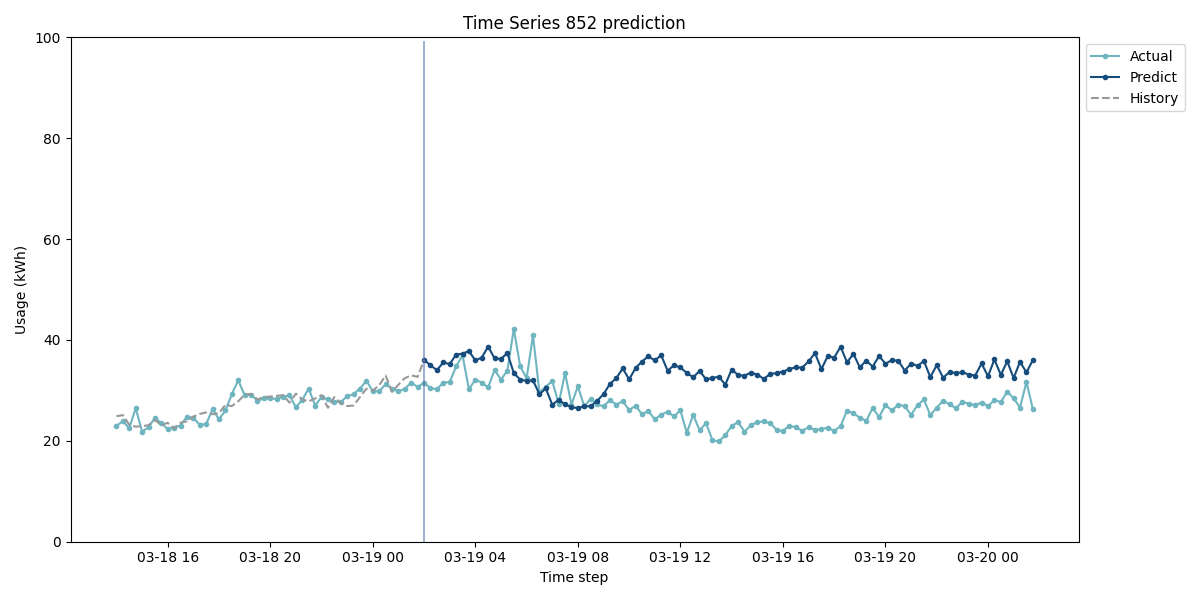 Time Series 852 prediction
Usage (kWh)
100
80
60
40
20
0
03-18 16
03-18 20
03-19 00
03-19 04
03-19 08
03-19 12
03-19 16
03-19 20
03-20 00
Time step
Actual
Predict
History